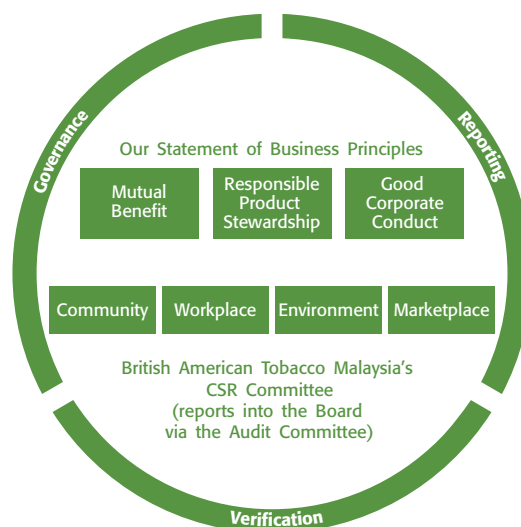 Governance
Reporting
Our Statement of Business Principles
Mutual
Benefit
Responsible
Product
Stewardship
Good
Corporate
Conduct
Community
Workplace
Environment
Marketplace
British American Tobacco Malaysia's
CSR Committee
(reports into the Board
via the Audit Committee)
Verification